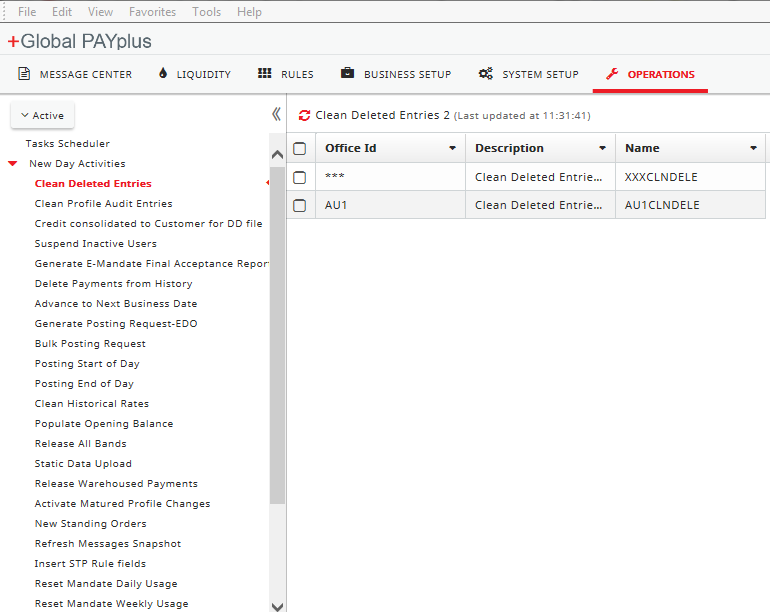 File Edit View Favorites Tools Help
+Global PAYplus
MESSAGE CENTER LIQUIDITY RULES BUSINESS SETUP SYSTEM SETUP OPERATIONS
Active
Clean Deleted Entries 2 (Last updated at 11:31:41)
Office Id Description Name
*** Clean Deleted Entrie... XXXCLNDELE
AU1 Clean Deleted Entrie... AU1CLNDELE
Tasks Scheduler
New Day Activities
Clean Deleted Entries
Clean Profile Audit Entries
Credit consolidated to Customer for DD file
Suspend Inactive Users
Generate E-Mandate Final Acceptance Repor
Delete Payments from History
Advance to Next Business Date
Generate Posting Request-EDO
Bulk Posting Request
Posting Start of Day
Posting End of Day
Clean Historical Rates
Populate Opening Balance
Release All Bands
Static Data Upload
Release Warehoused Payments
Activate Matured Profile Changes
New Standing Orders
Refresh Messages Snapshot
Insert STP Rule fields
Reset Mandate Daily Usage
Reset Mandate Weekly Usage